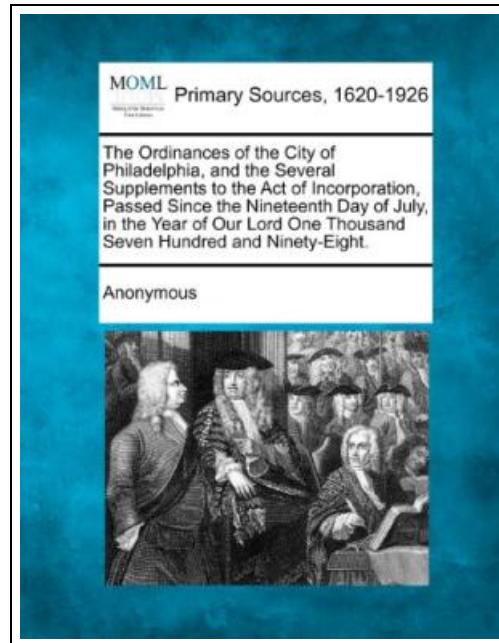 MOML
Primary Sources, 1620-1926
The Ordinances of the City of
Philadelphia, and the Several
Supplements to the Act of Incorporation,
Passed Since the Nineteenth Day of July,
in the Year of Our Lord One Thousand
Seven Hundred and Ninety-Eight.
Anonymous